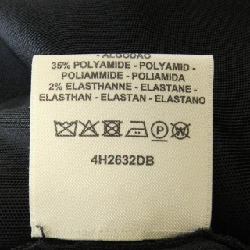 - ALGODAO
35% POLYAMIDE - POLYAMID -
POLIAMMIDE - POLIAMIDA
2% ELASTHANNE - ELASTANE -
ELASTHAN - ELASTAN - ELASTANO
P
4H2632DB